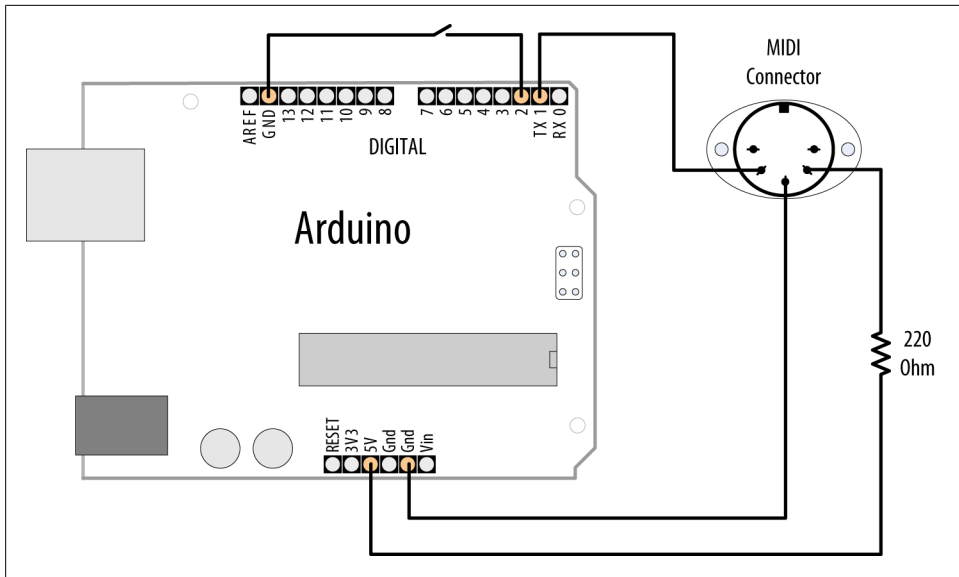 MIDI
Connector
AREF
GND
13
12
11
10
9
8
7
6
5
4
3
2
TX 1
RX 0
DIGITAL
Arduino
220
Ohm
RESET
3V3
5V
Gnd
Gnd
Vin